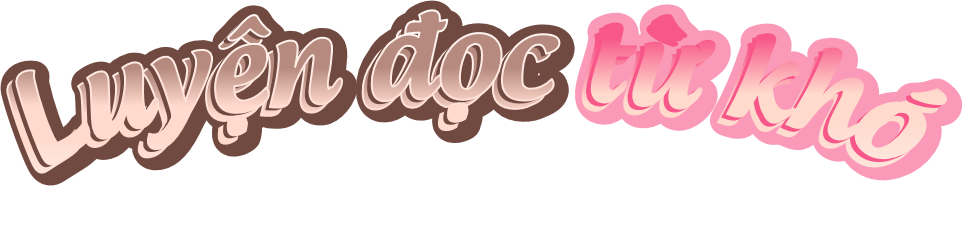 Luyện đọc từ khó